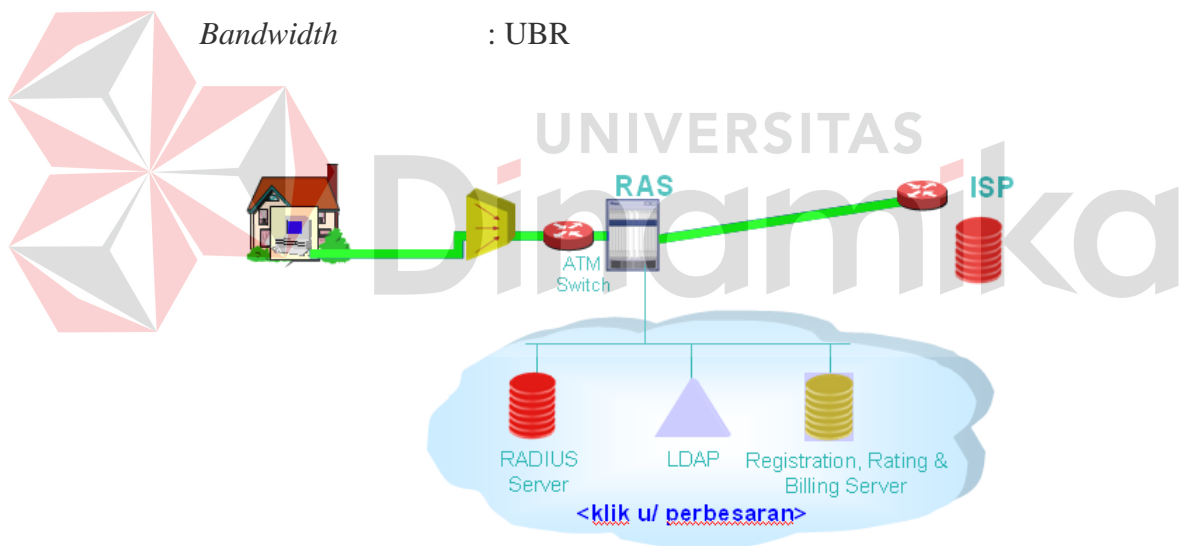 Bandwidth : UBR
UNIVERSITAS
Dinamika
RAS
ISP
ATM
Switch
RADIUS
Server
LDAP
Registration, Rating &
Billing Server
<klik u/ perbesaran>